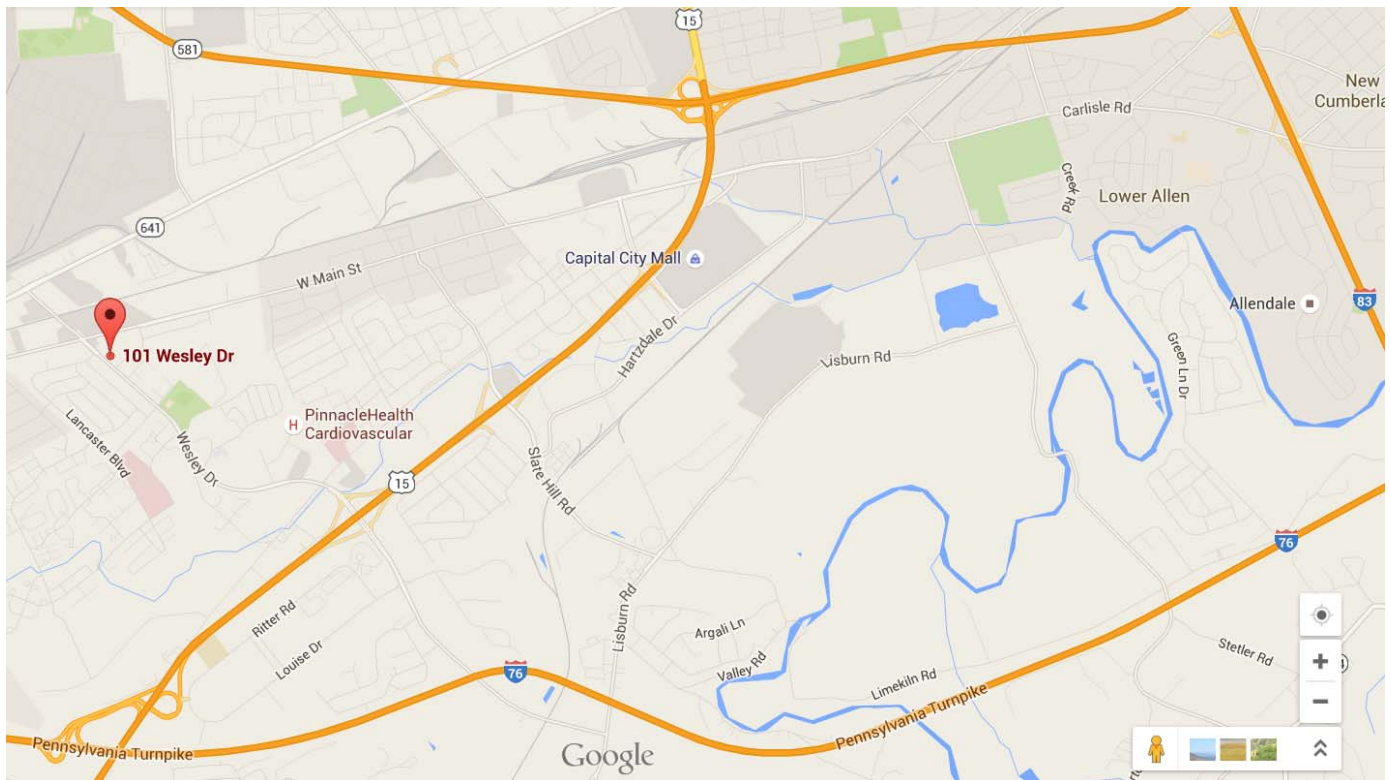 15
581
New
Cumberla
Carlisle Rd
Creek Rd
Lower Allen
641
Capital City Mall
W Main St
Allendale
83
101 Wesley Dr
Hartzdale Dr
Lisburn Rd
Green Ln Dr
H
PinnacleHealth
Cardiovascular
Lancaster Blvd
Wesley Dr
15
Slate Hill Rd
76
Lisburn Rd
Ritter Rd
Argali Ln
Louise Dr
Valley Rd
Stetler Rd
76
Limekiln Rd
+
4
−
Pennsylvania Turnpike
Pennsylvania Turnpike
Google